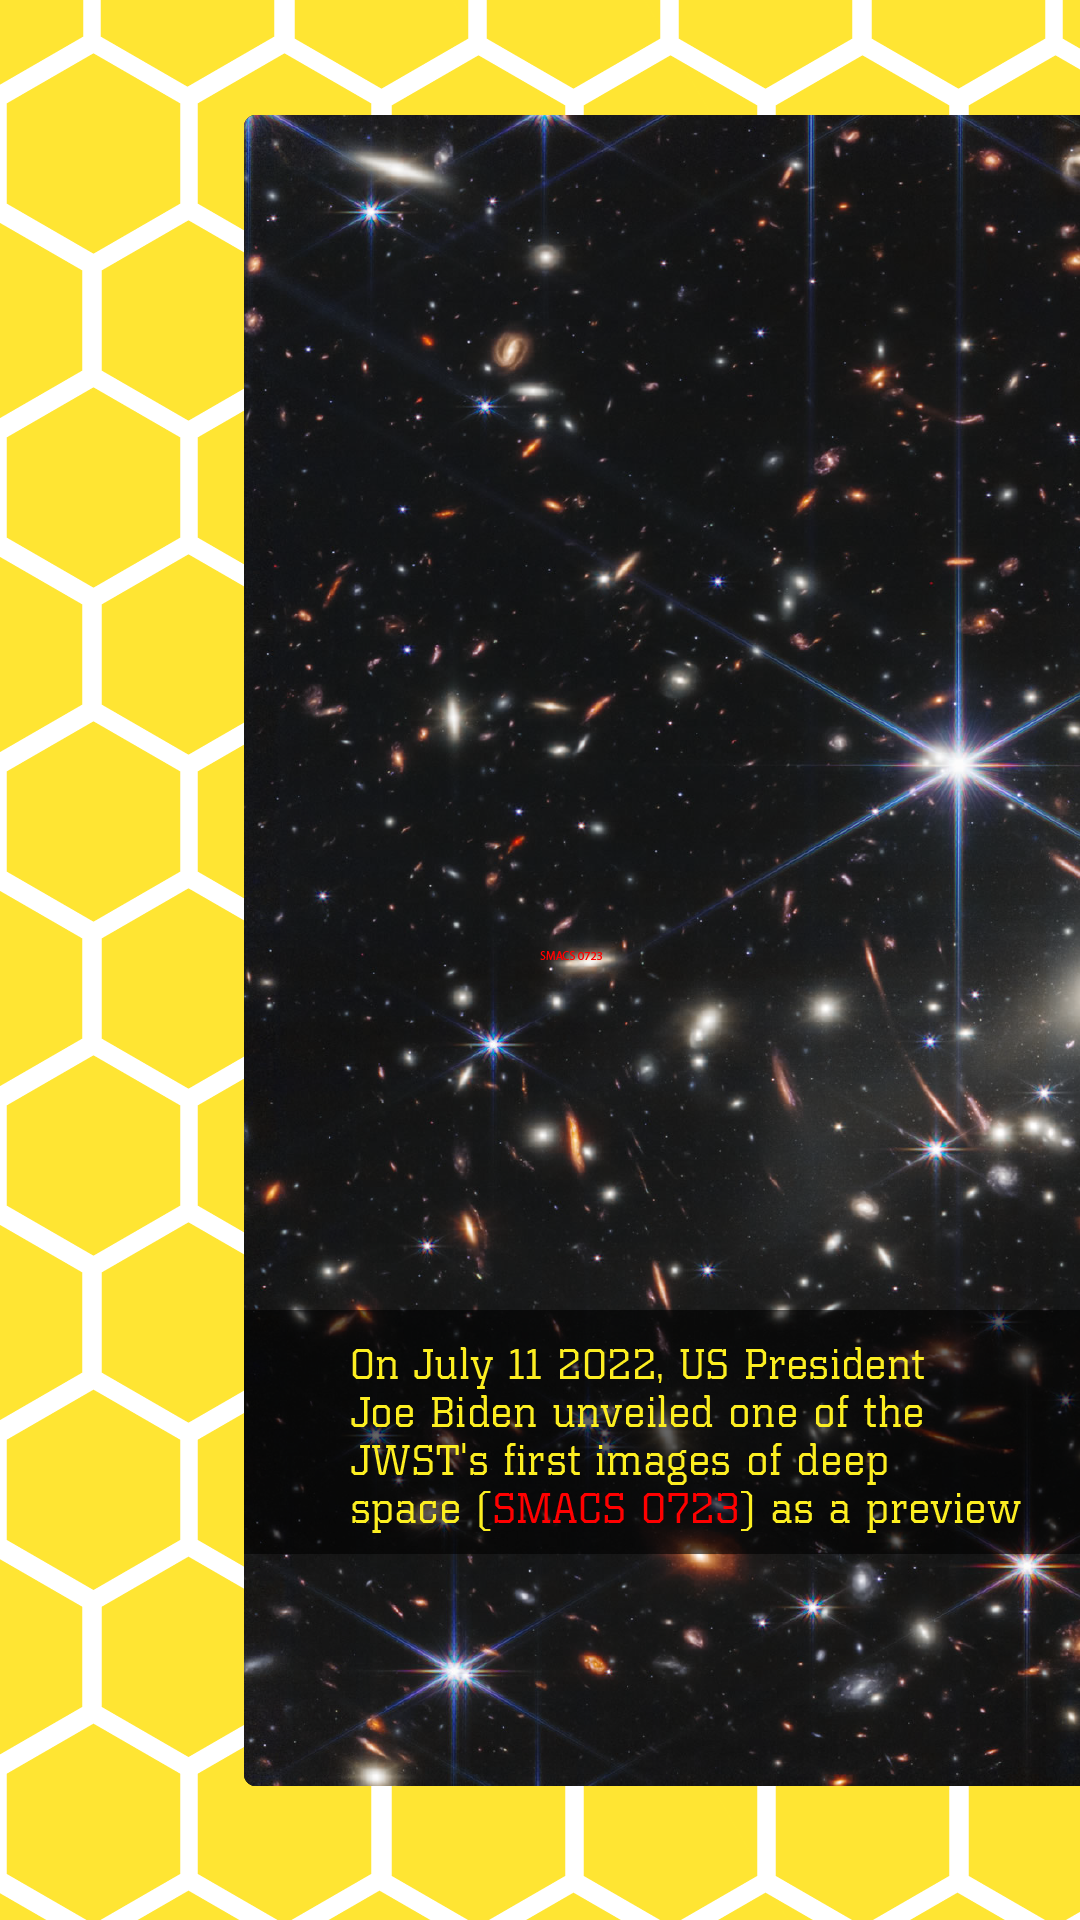 SMACS 0723
On July 11 2022, US President
Joe Biden unveiled one of the
JWST's first images of deep
space (SMACS 0723) as a preview